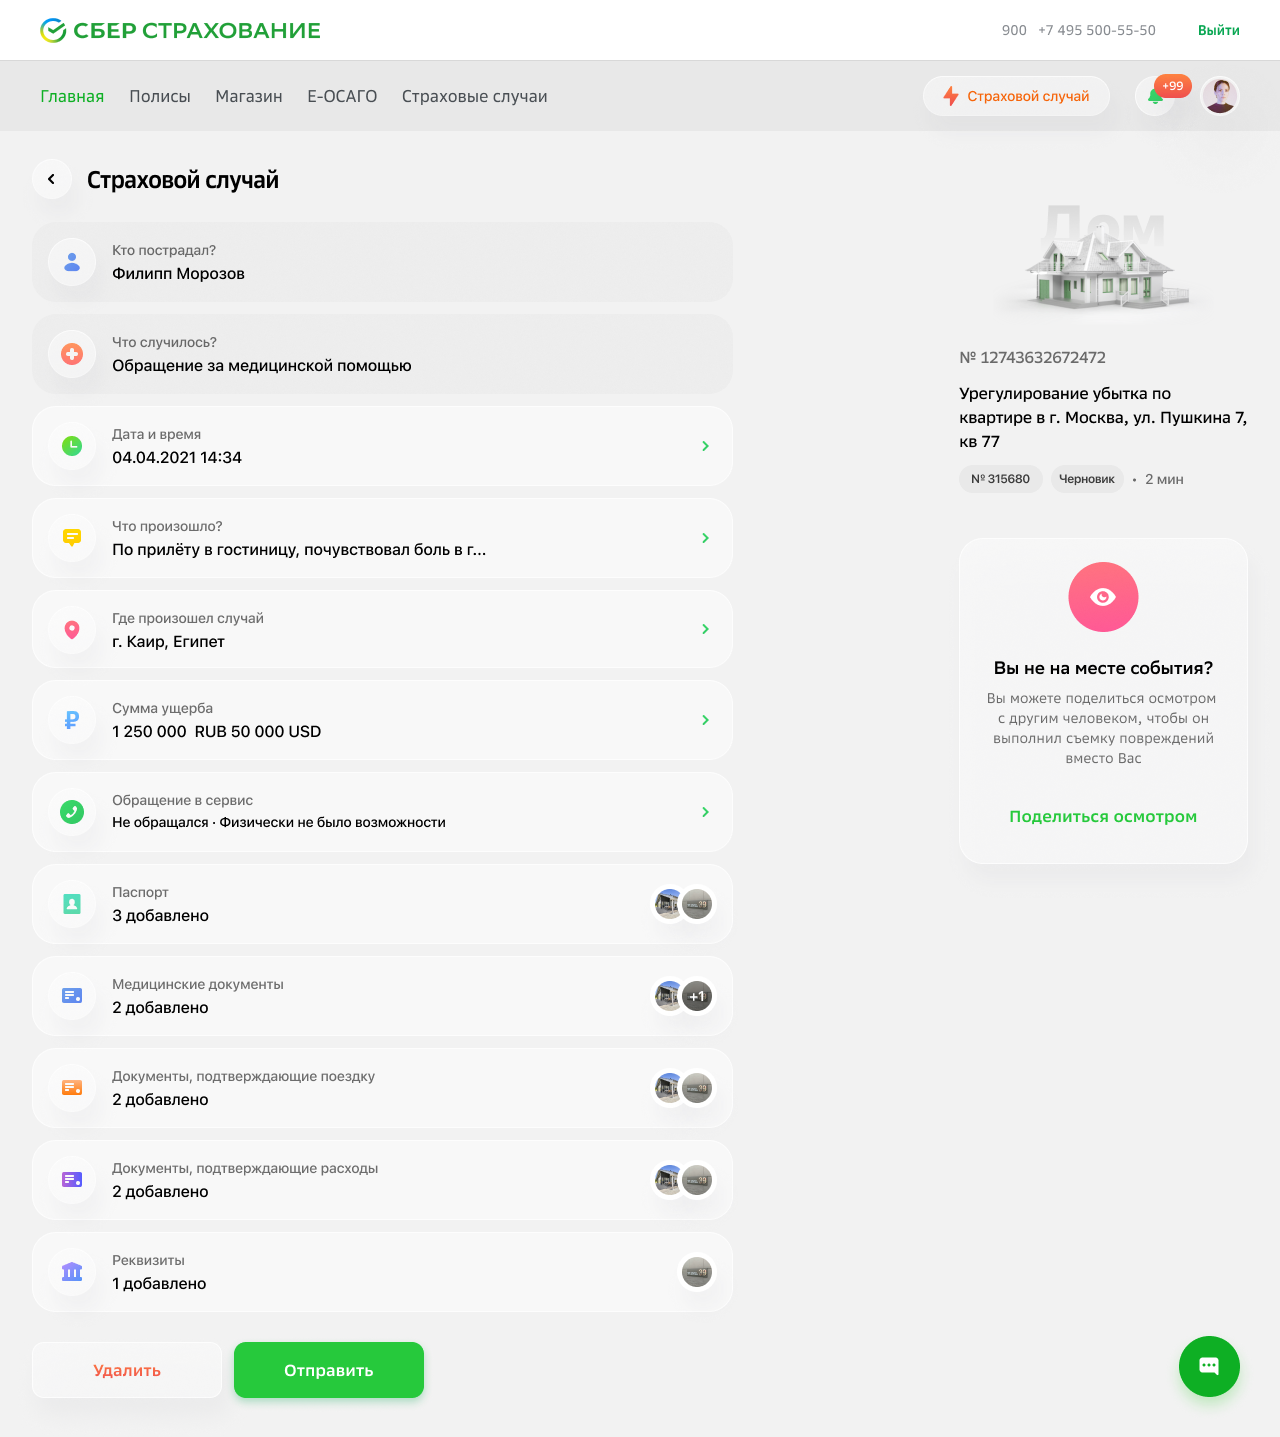 СБЕР СТРАХОВАНИЕ
900 +7 495 500-55-50 Выйти
Главная Полисы Магазин Е-ОСАГО Страховые случаи
Страховой случай
+99
Страховой случай
Кто пострадал?
Филипп Морозов
Что случилось?
Обращение за медицинской помощью
Дата и время
04.04.2021 14:34
Что произошло?
По прилёту в гостиницу, почувствовал боль в г...
Где произошел случай
г. Каир, Египет
Сумма ущерба
1 250 000 RUB 50 000 USD
Обращение в сервис
Не обращался · Физически не было возможности
Паспорт
3 добавлено
Медицинские документы
2 добавлено
+1
Документы, подтверждающие поездку
2 добавлено
Документы, подтверждающие расходы
2 добавлено
Реквизиты
1 добавлено
Удалить
Отправить
Дом
№ 12743632672472
Урегулирование убытка по
квартире в г. Москва, ул. Пушкина 7,
кв 77
№ 315680 Черновик • 2 мин
Вы не на месте события?
Вы можете поделиться осмотром
с другим человеком, чтобы он
выполнил съемку повреждений
вместо Вас
Поделиться осмотром